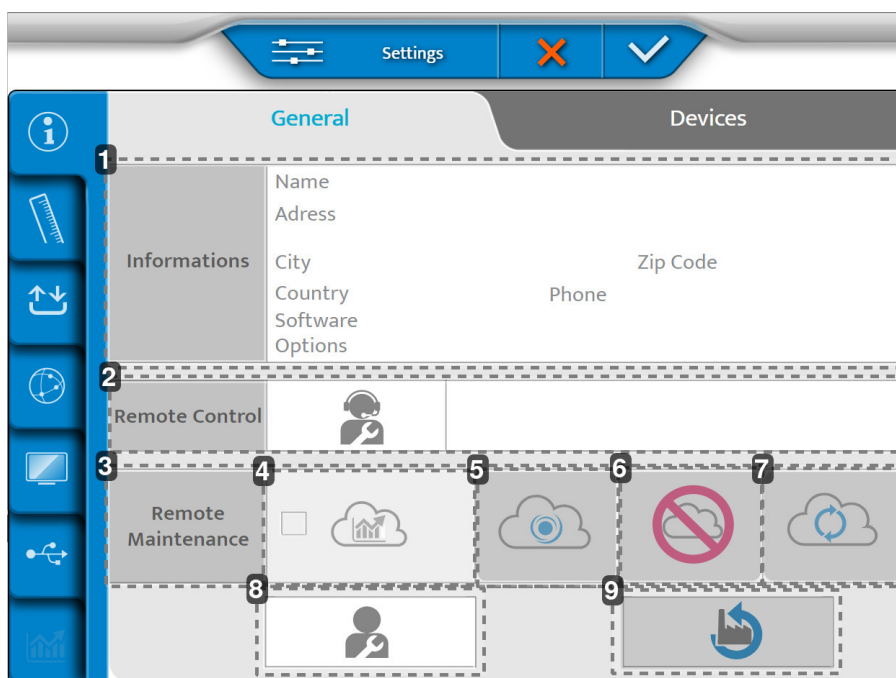 Settings
General
Devices
1
Informations
Name
Adress
City
Zip Code
Country
Phone
Software
Options
2
Remote Control
3
4
5
6
7
Remote
Maintenance
8
9